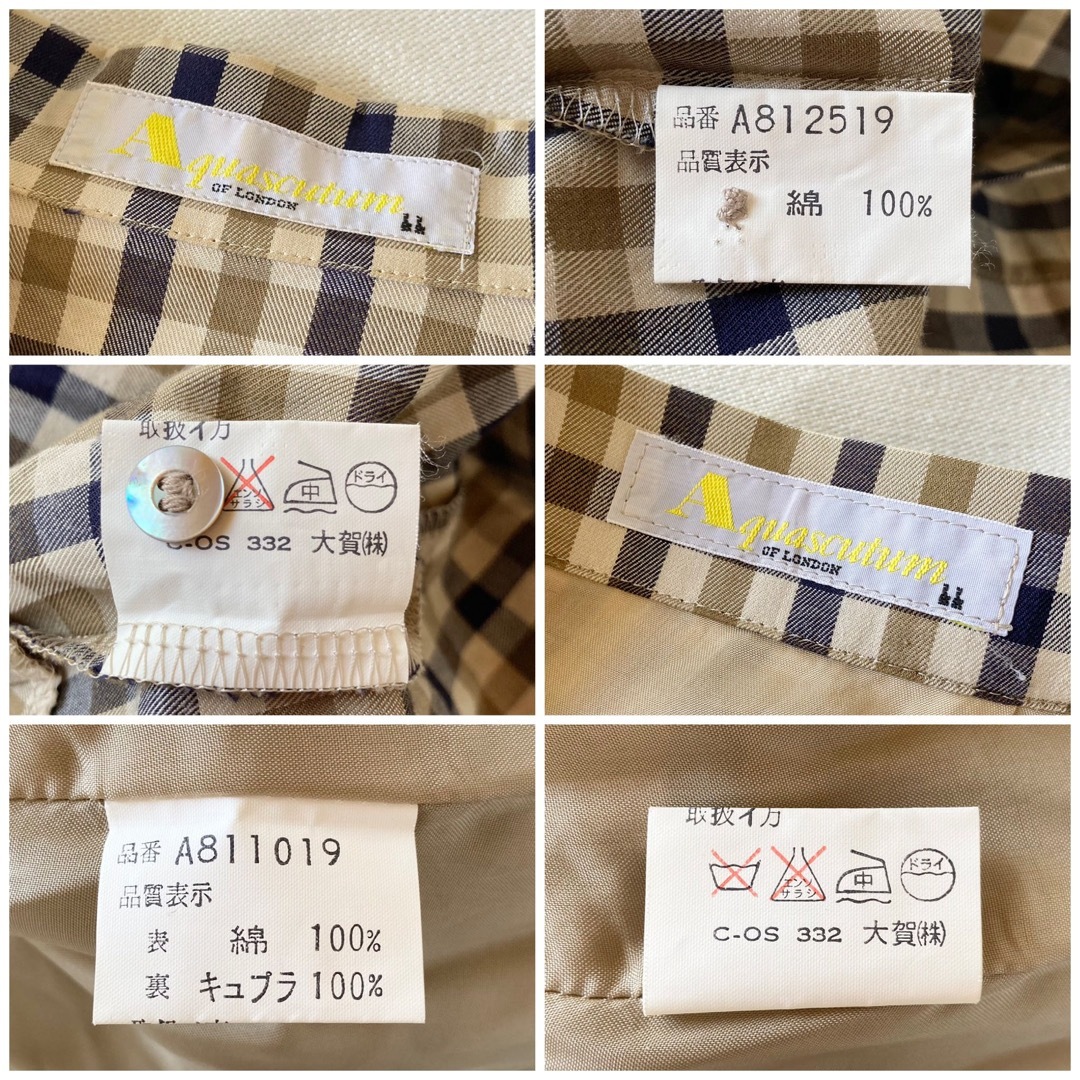 Aquascutum
OF LONDON
11
品番 A812519
品質表示
綿 100%
取扱イ方
エンソ
サラシ
中
ドライ
C-OS 332 大賀㈱
Aquascutum
OF LONDON
11
品番 A811019
品質表示
表 綿 100%
裏 キュプラ 100%
取扱イ方
エンソ
サラシ
中
ドライ
C-OS 332 大賀㈱